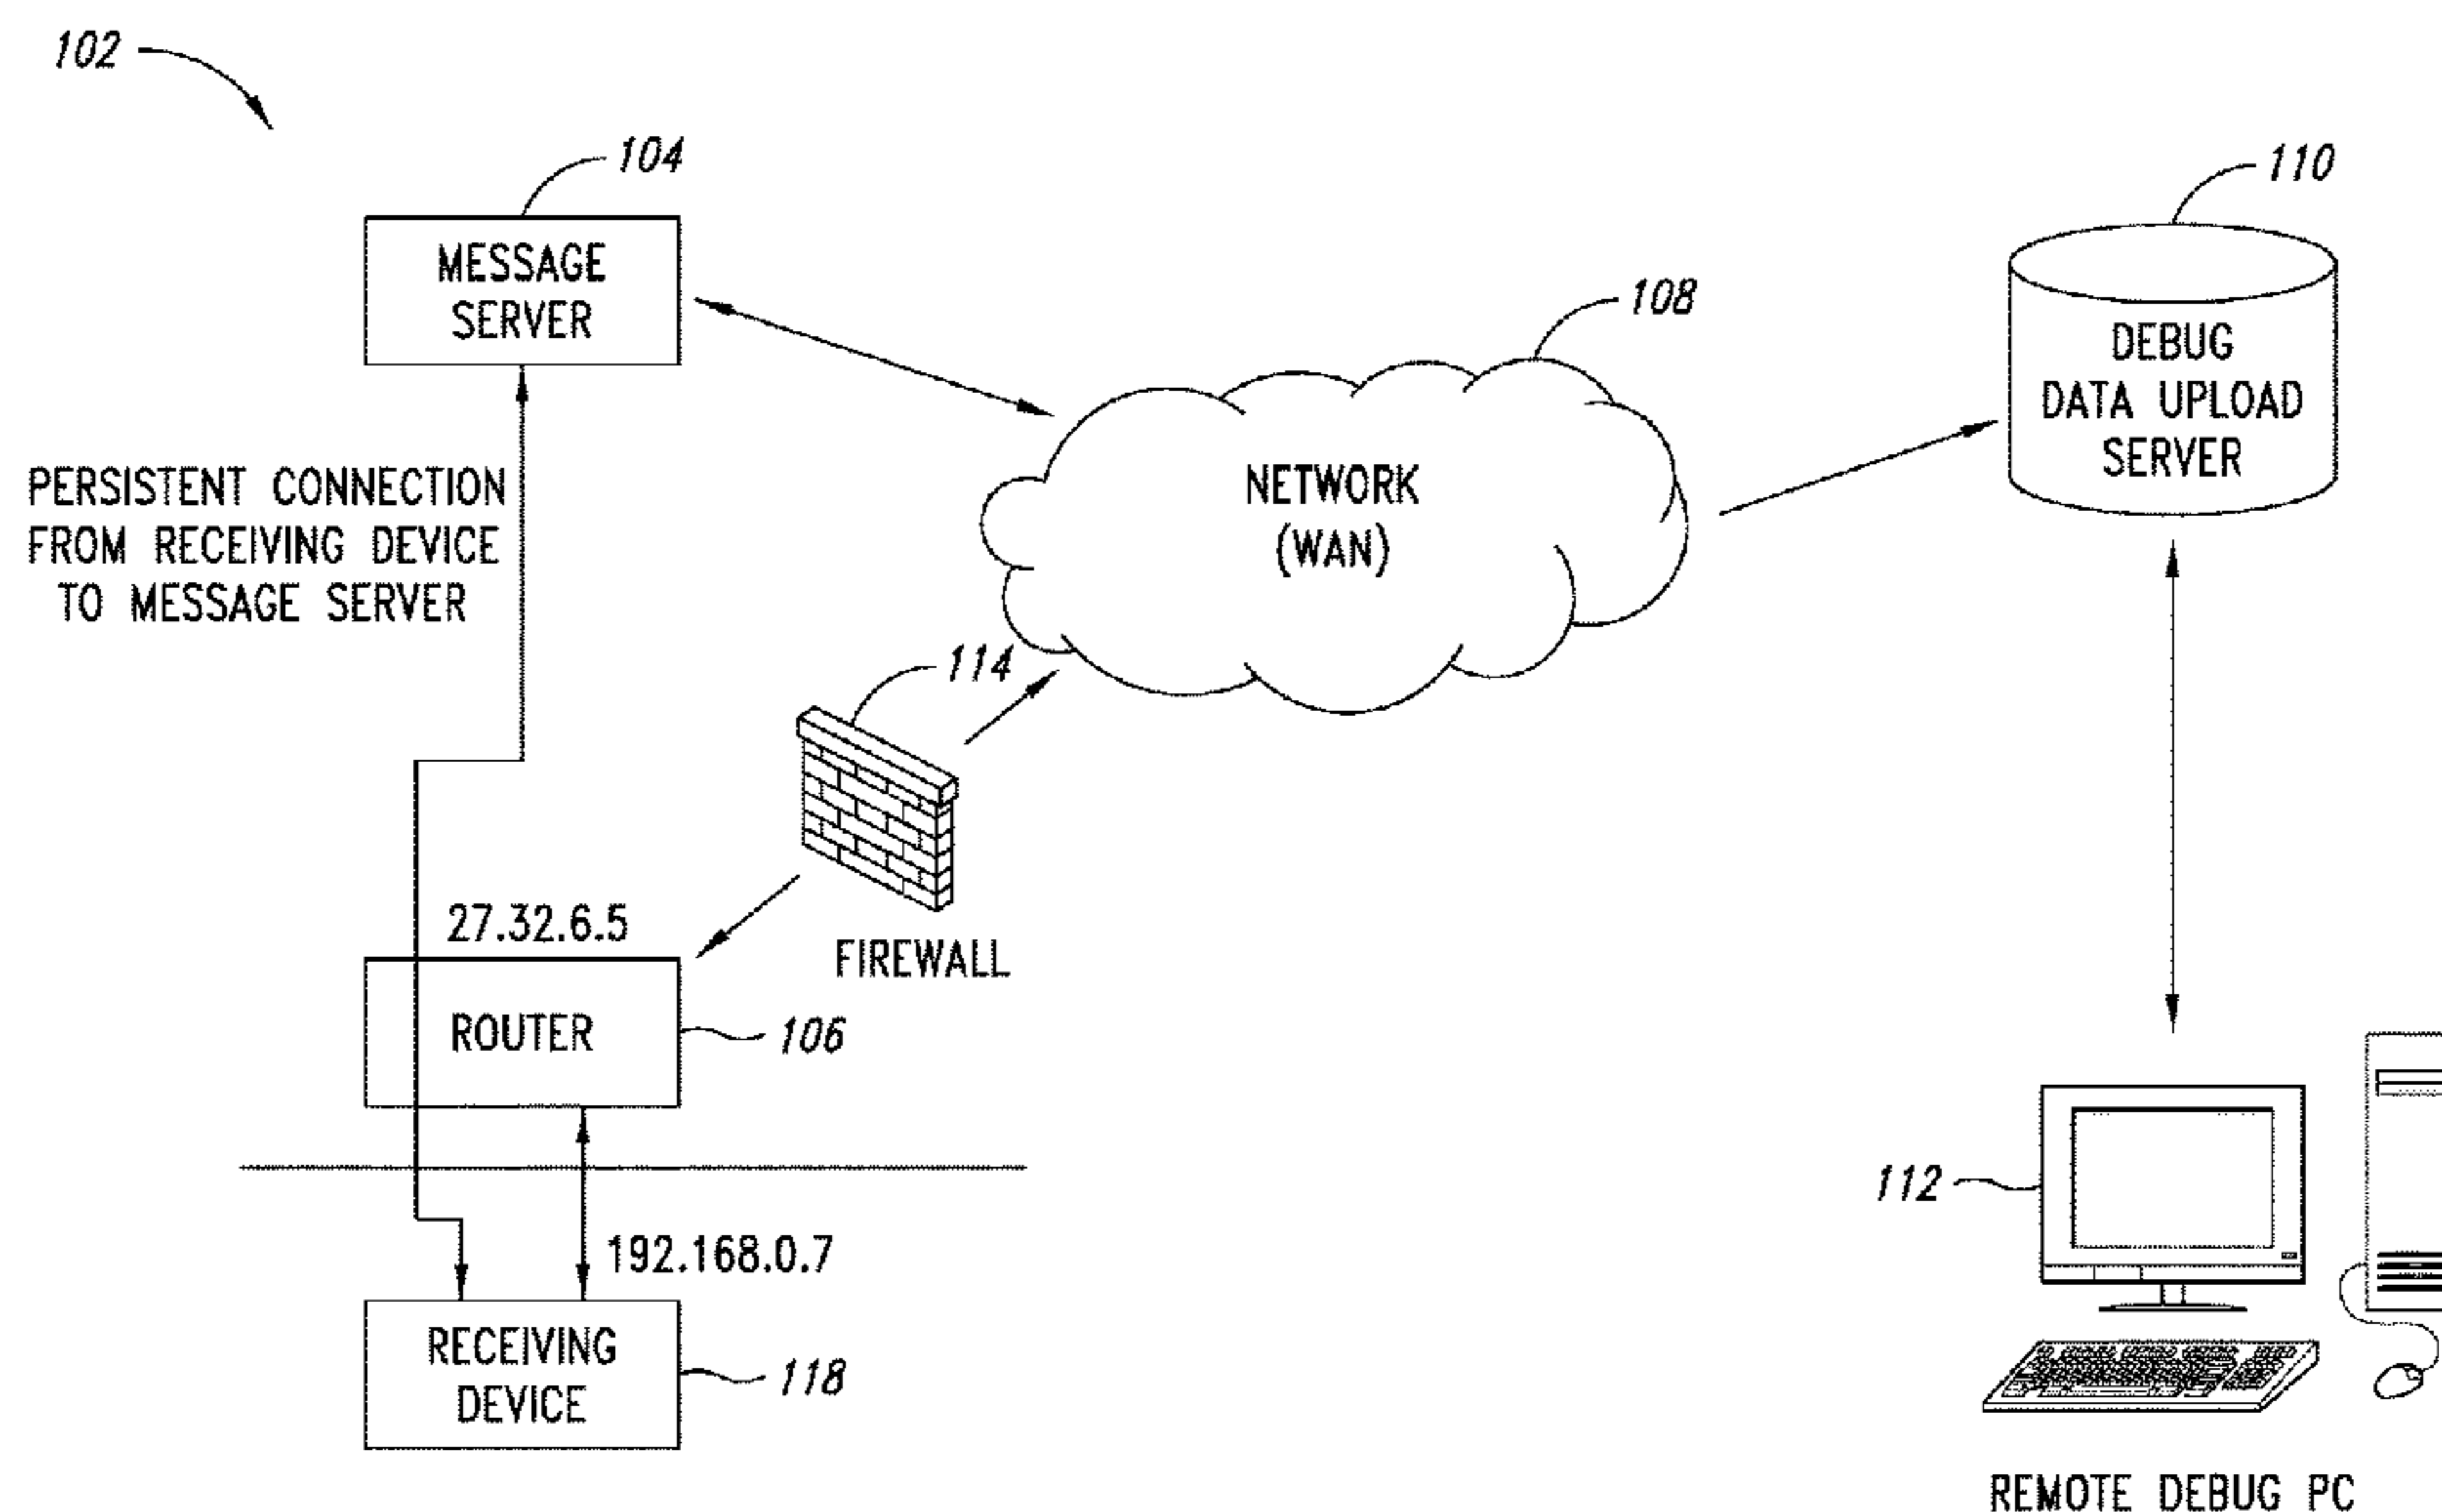 102
104
MESSAGE
SERVER
110
108
DEBUG
DATA UPLOAD
SERVER
NETWORK
(WAN)
PERSISTENT CONNECTION
FROM RECEIVING DEVICE
TO MESSAGE SERVER
114
27.32.6.5
FIREWALL
ROUTER
106
112
192.168.0.7
RECEIVING
DEVICE
118
REMOTE DEBUG PC